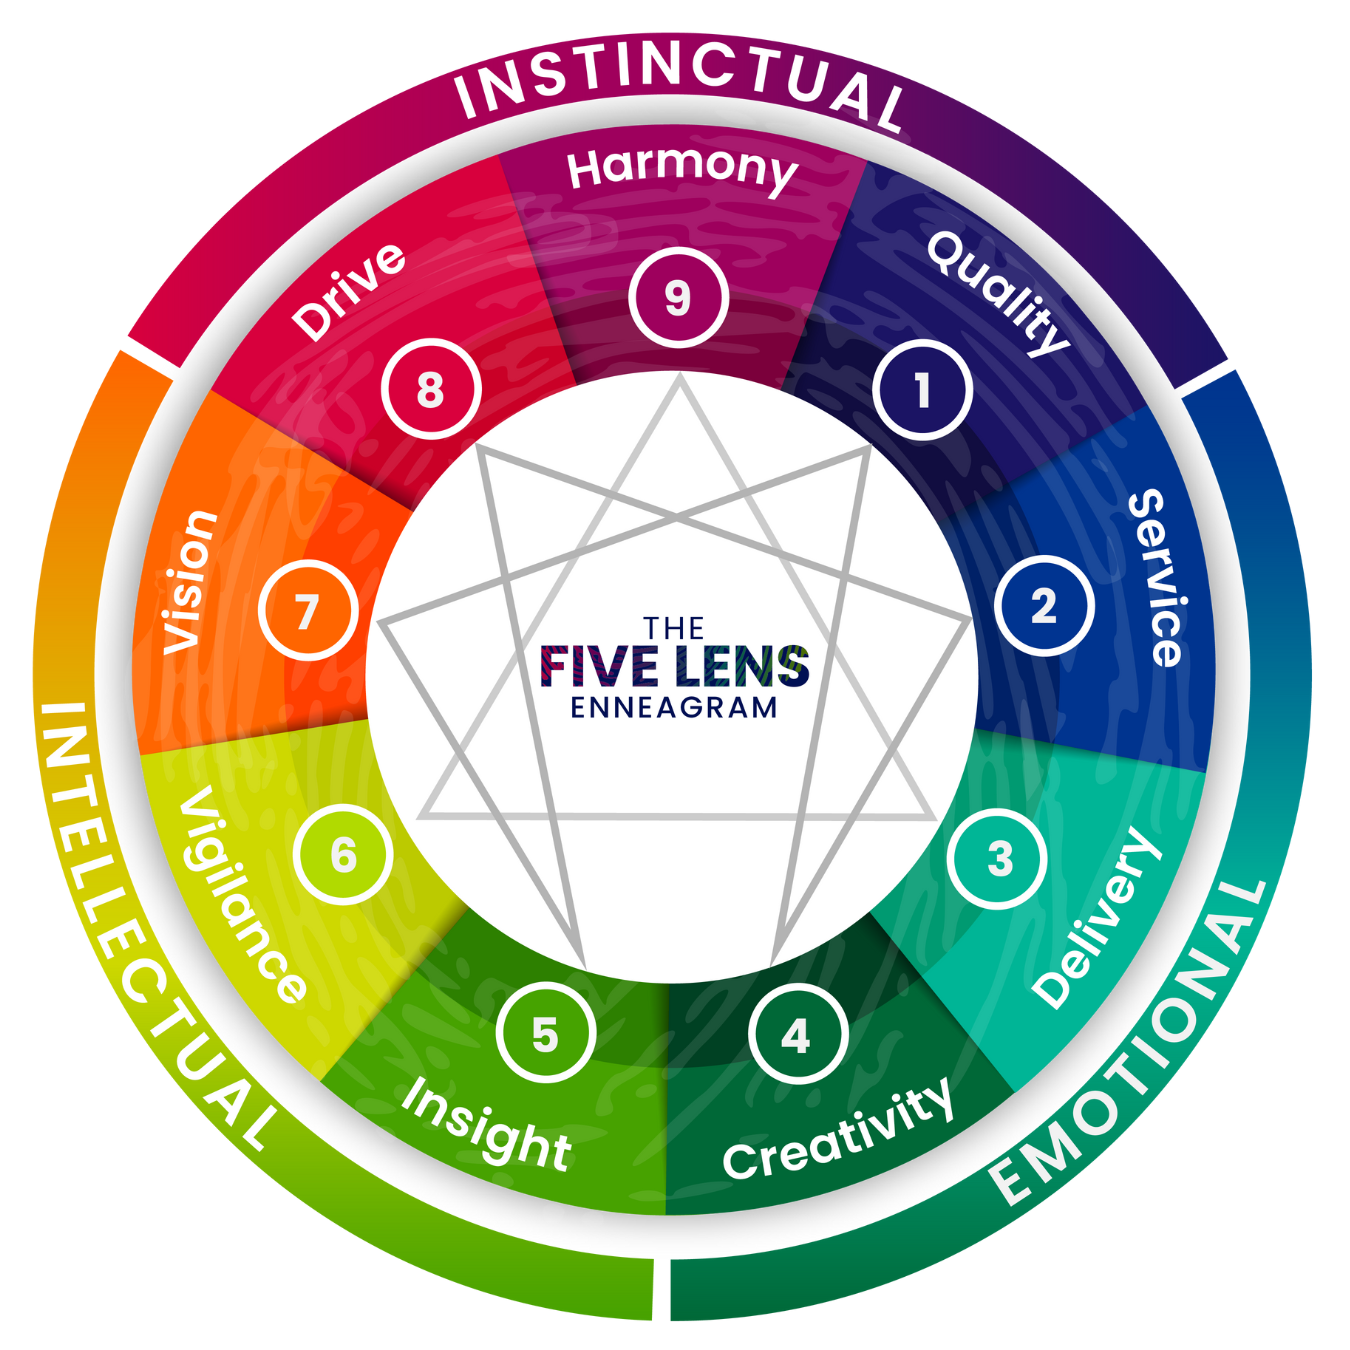 INSTINCTUAL
Harmony
9
Quality
1
Service
2
Delivery
3
EMOTIONAL
Creativity
4
Insight
5
Vigilance
6
INTELLECTUAL
Vision
7
Drive
8
THE
FIVE LENS
ENNEAGRAM